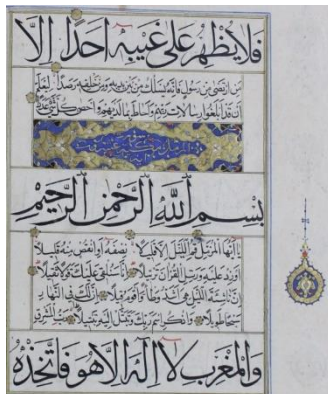 فلا يظهر على غيبه احدا الا
من ارتضى من رسول فانه يسلك من بين يديه ومن خلفه رصدا ليعلم
ان قد ابلغوا رسالات ربهم واحاط بما لديهم واحصى كل شئ عددا
بسم الله الرحمن الرحيم
يا ايها المزمل قم الليل الا قليلا نصفه او انقص منه قليلا
او زد عليه ورتل القرآن ترتيلا انا سنلقي عليك قولا ثقيلا
ان ناشئة الليل هي اشد وطأ واقوم قيلا ان لك في النهار
سبحا طويلا واذكر اسم ربك وتبتل اليه تبتيلا رب المشرق
والمغرب لا اله الا هو فاتخذه